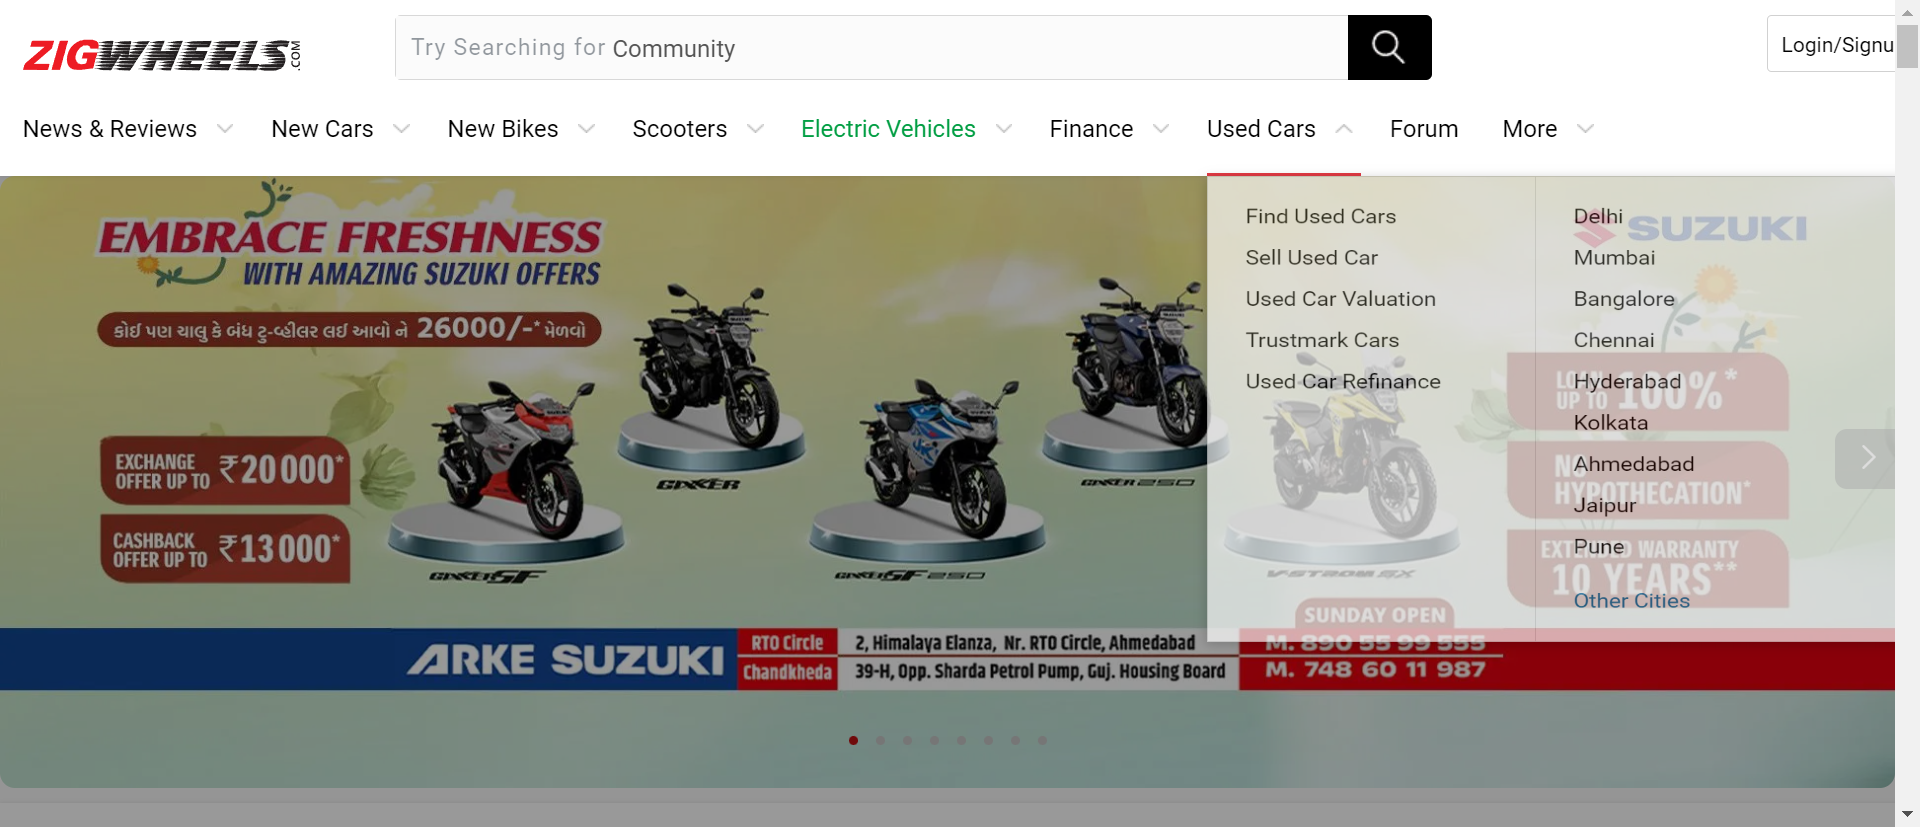 ZIGWHEELS.COM
Try Searching for Community
Login/Signu
News & Reviews
New Cars
New Bikes
Scooters
Electric Vehicles
Finance
Used Cars
Forum
More
EMBRACE FRESHNESS
WITH AMAZING SUZUKI OFFERS
કોઈ પણ ચાલુ કે બંધ ટુ-વ્હીલર લઈ આવો ને 26000/-* મેળવો
EXCHANGE
OFFER UP TO ₹20000*
CASHBACK
OFFER UP TO ₹13000*
GIXXER SF
GIXXER
GIXXER SF 250
GIXXER 250
V-STROM SX
Find Used Cars
Sell Used Car
Used Car Valuation
Trustmark Cars
Used Car Refinance
Delhi
Mumbai
Bangalore
Chennai
Hyderabad
Kolkata
Ahmedabad
Jaipur
Pune
Other Cities
SUZUKI
LOAN
UP TO 100%*
NO
HYPOTHECATION*
EXTENDED WARRANTY
10 YEARS**
SUNDAY OPEN
ARKE SUZUKI
RTO Circle
2, Himalaya Elanza, Nr. RTO Circle, Ahmedabad
M. 890 55 99 555
Chandkheda
39-H, Opp. Sharda Petrol Pump, Guj. Housing Board
M. 748 60 11 987